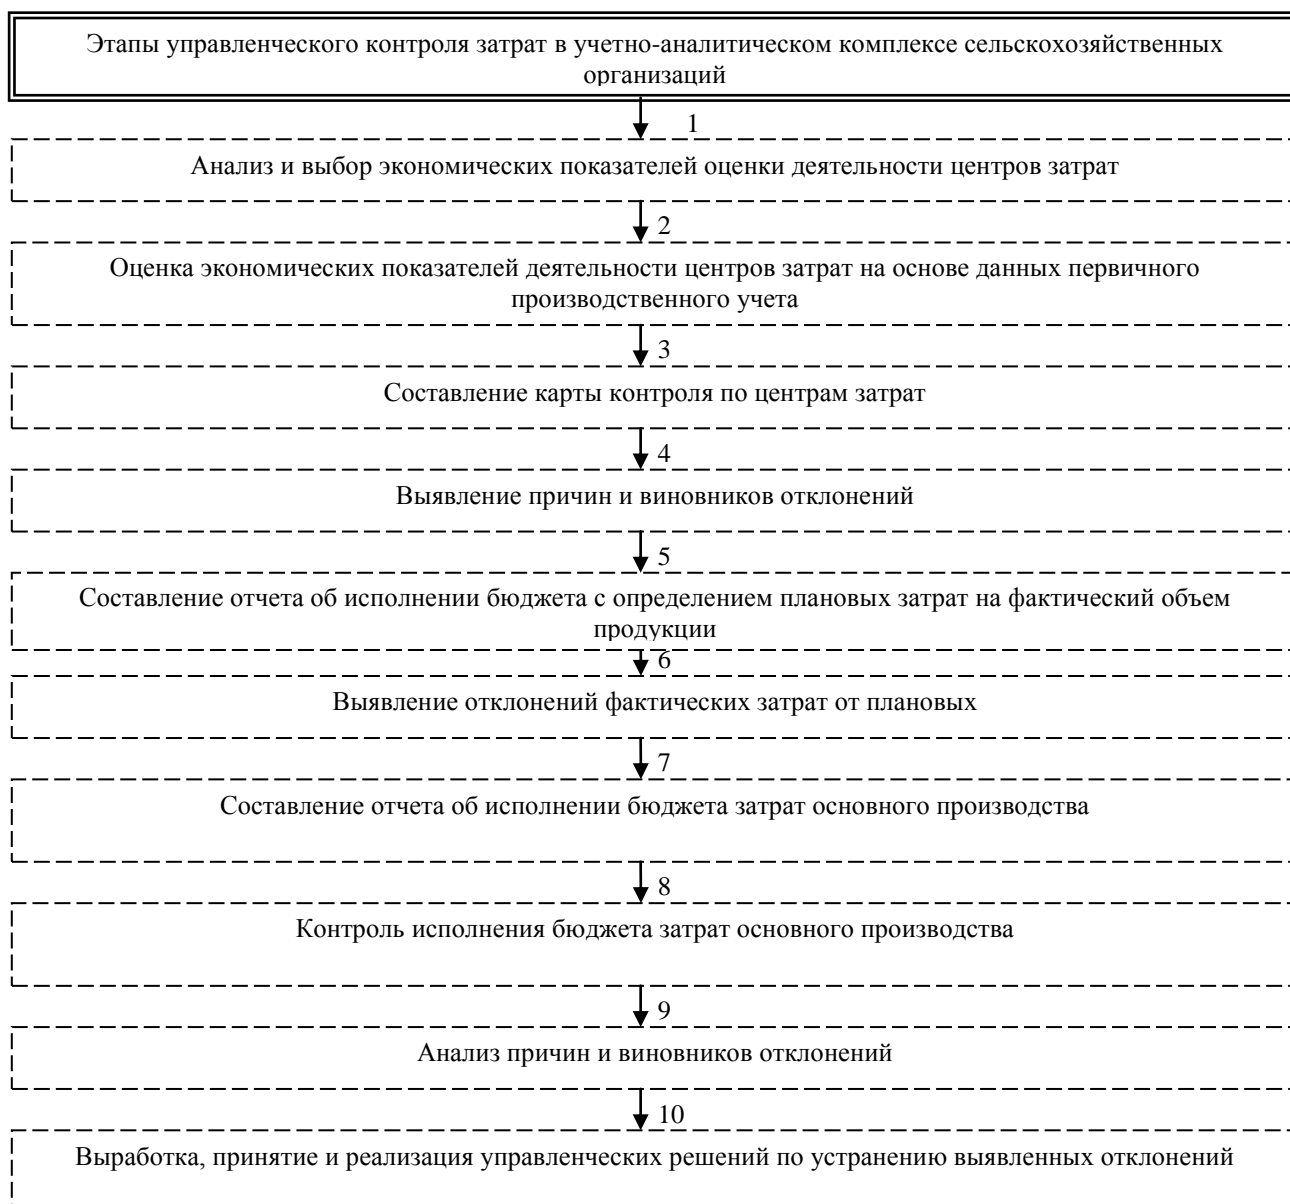 Этапы управленческого контроля затрат в учетно-аналитическом комплексе сельскохозяйственных
организаций
1
Анализ и выбор экономических показателей оценки деятельности центров затрат
2
Оценка экономических показателей деятельности центров затрат на основе данных первичного
производственного учета
3
Составление карты контроля по центрам затрат
4
Выявление причин и виновников отклонений
5
Составление отчета об исполнении бюджета с определением плановых затрат на фактический объем
продукции
6
Выявление отклонений фактических затрат от плановых
7
Составление отчета об исполнении бюджета затрат основного производства
8
Контроль исполнения бюджета затрат основного производства
9
Анализ причин и виновников отклонений
10
Выработка, принятие и реализация управленческих решений по устранению выявленных отклонений